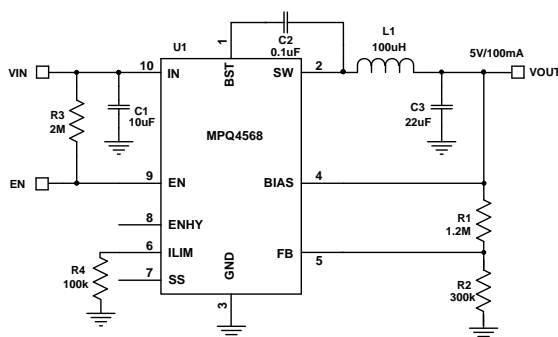 1
C2
0.1uF
L1
100uH
5V/100mA
U1
VIN
10
IN
BST
SW
2
VOUT
C1
10uF
C3
22uF
R3
2M
MPQ4568
EN
9
EN
BIAS
4
8
ENHY
R1
1.2M
6
ILIM
FB
5
R4
100k
7
SS
GND
R2
300k
3